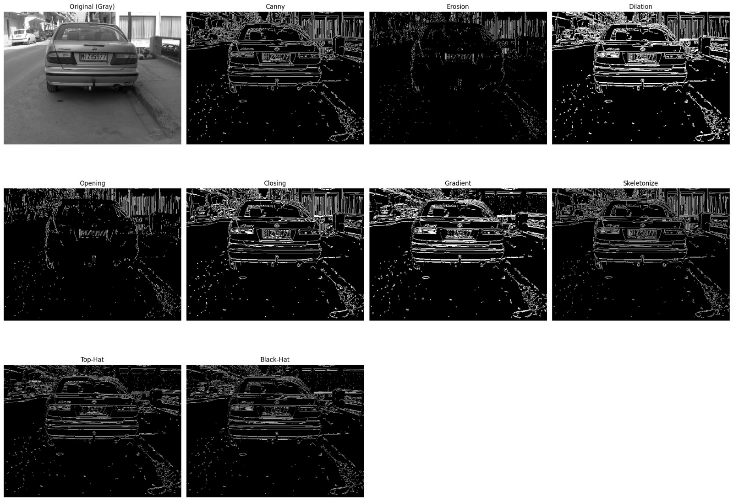 Original (Gray)
Canny
Erosion
Dilation
Opening
Closing
Gradient
Skeletonize
Top-Hat
Black-Hat